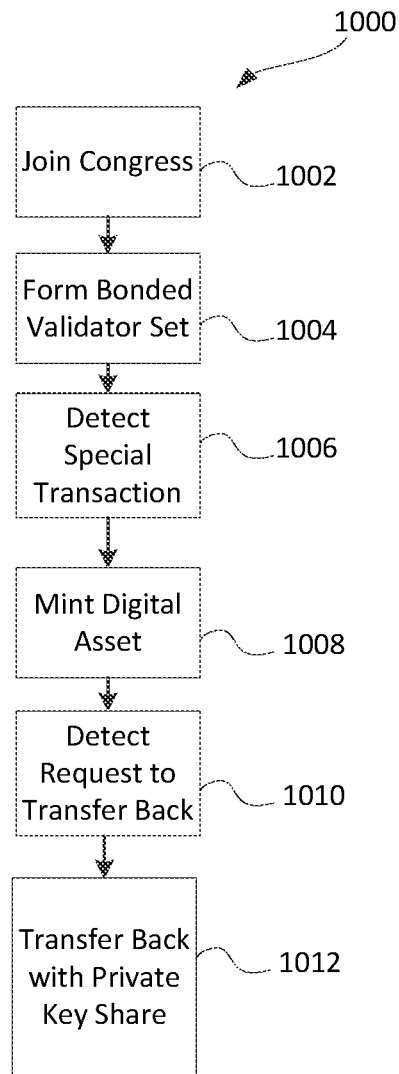 1000
Join Congress
1002
Form Bonded
Validator Set
1004
Detect
Special
Transaction
1006
Mint Digital
Asset
1008
Detect
Request to
Transfer Back
1010
Transfer Back
with Private
Key Share
1012